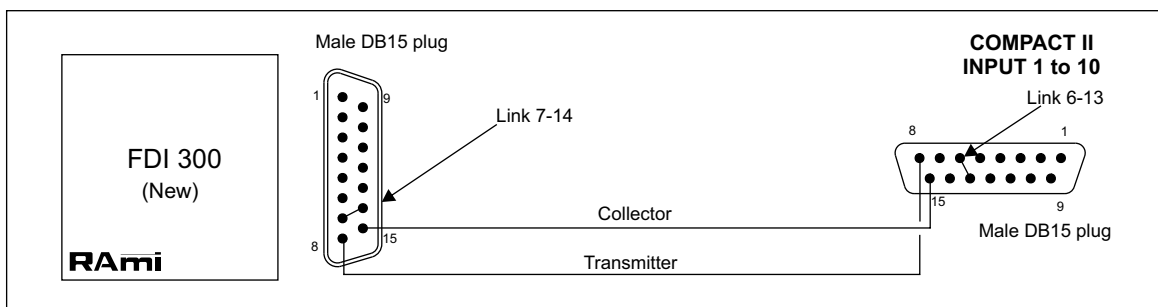 Male DB15 plug
1
9
Link 7-14
FDI 300
(New)
RAmi
8
15
Collector
Transmitter
COMPACT II
INPUT 1 to 10
Link 6-13
8
1
15
9
Male DB15 plug